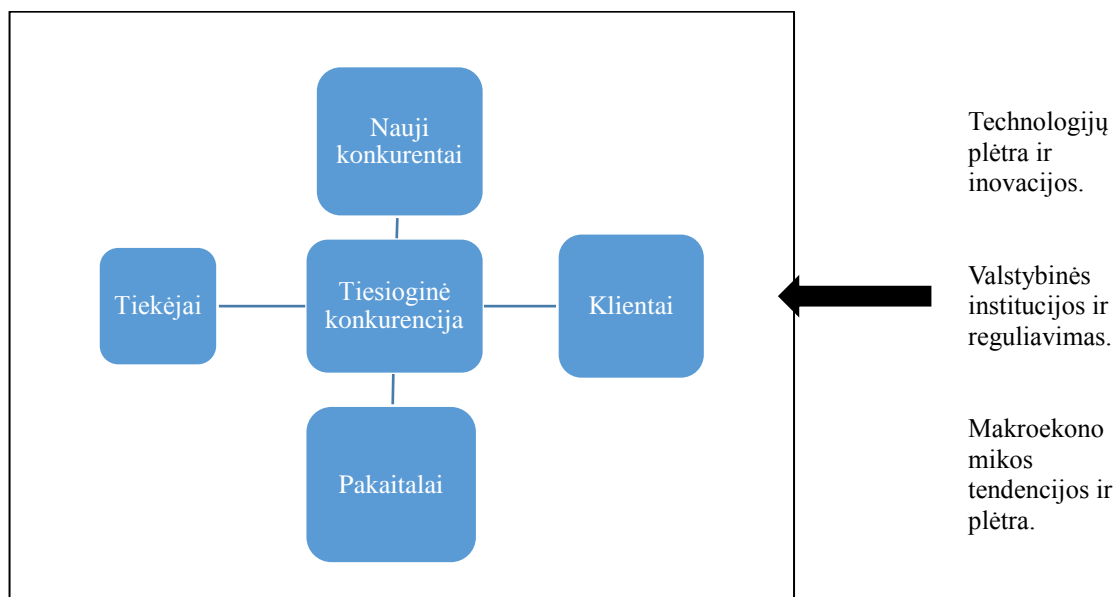 Nauji
konkurentai
Tiekėjai
Tiesioginė
konkurencija
Klientai
Pakaitalai
Technologijų
plėtra ir
inovacijos.
Valstybinės
institucijos ir
reguliavimas.
Makroekono
mikos
tendencijos ir
plėtra.